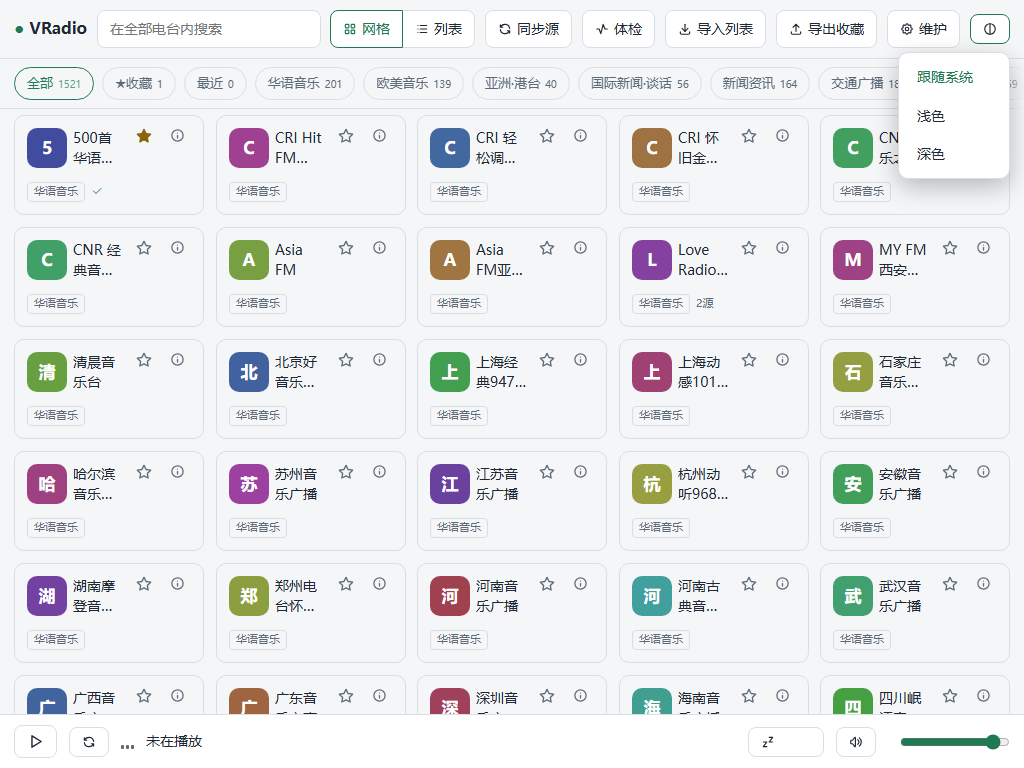 VRadio
在全部电台内搜索
网格
列表
同步源
体检
导入列表
导出收藏
维护
跟随系统
浅色
深色
全部 1521
★收藏 1
最近 0
华语音乐 201
欧美音乐 139
亚洲·港台 40
国际新闻·谈话 56
新闻资讯 164
交通广播
5
500首华语...
华语音乐
C
CRI Hit FM...
华语音乐
C
CRI 轻松调...
华语音乐
C
CRI 怀旧金...
华语音乐
C
华语音乐
C
CNR 经典音...
华语音乐
A
Asia FM
华语音乐
A
Asia FM亚...
华语音乐
L
Love Radio...
华语音乐 2源
M
MY FM 西安...
华语音乐
清
清晨音乐台
华语音乐
北
北京好音乐...
华语音乐
上
上海经典947...
华语音乐
上
上海动感101...
华语音乐
石
石家庄音乐...
华语音乐
哈
哈尔滨音乐...
华语音乐
苏
苏州音乐广播
华语音乐
江
江苏音乐广播
华语音乐
杭
杭州动听968...
华语音乐
安
安徽音乐广播
华语音乐
湖
湖南摩登音...
华语音乐
郑
郑州电台怀...
华语音乐
河
河南音乐广播
华语音乐
河
河南古典音...
华语音乐
武
武汉音乐广播
华语音乐
广
广西音
广
广东音
深
深圳音
海
海南音
四
四川岷
...
未在播放
zz